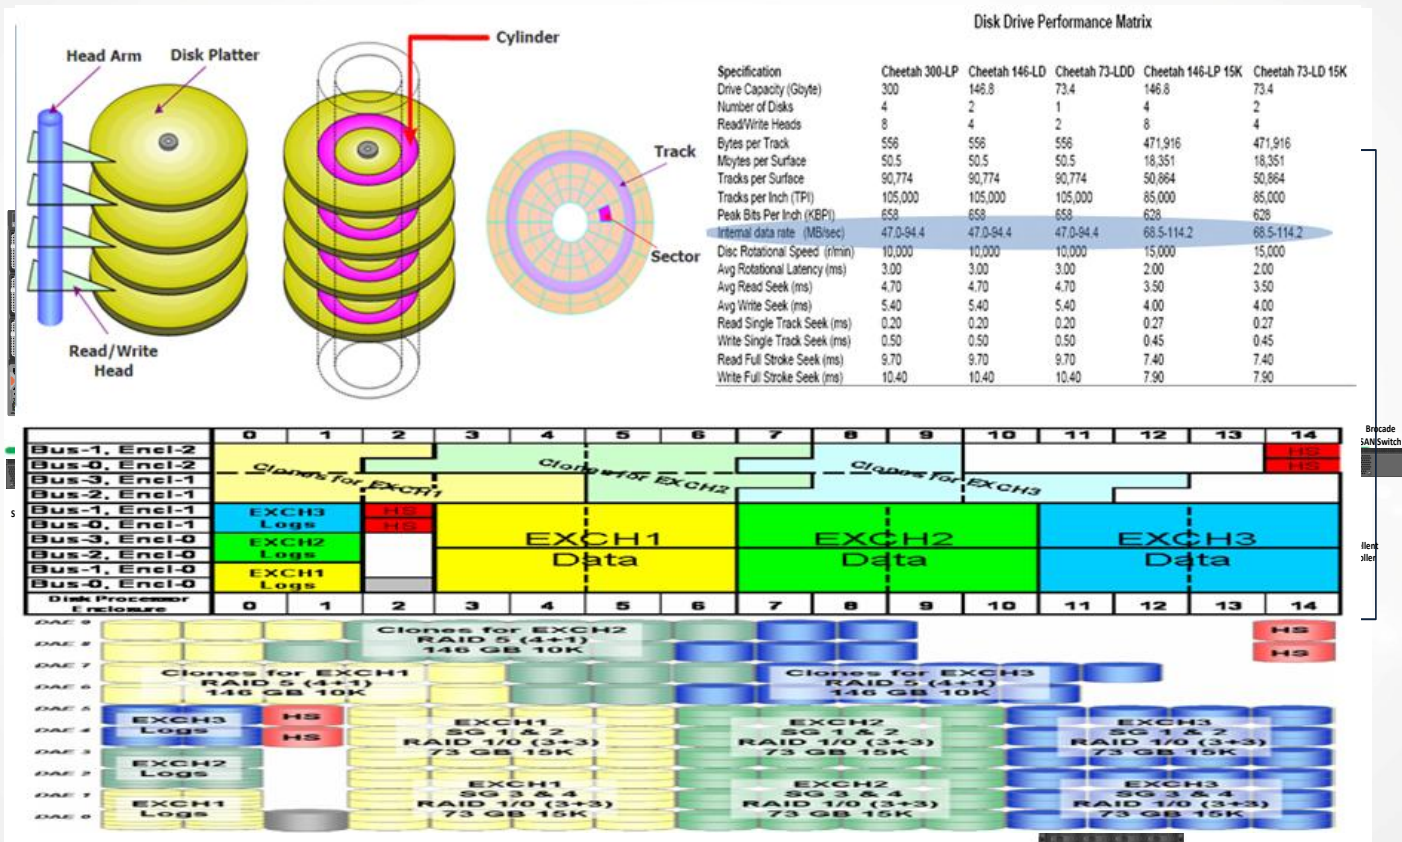 Disk Drive Performance Matrix
Cylinder
Head Arm
Disk Platter
Track
Sector
Read/Write
Head
Specification Cheetah 300-LP Cheetah 146-LD Cheetah 73-LDD Cheetah 146-LP 15K Cheetah 73-LD 15K
Drive Capacity (Gbyte) 300 146.8 73.4 146.8 73.4
Number of Disks 4 2 1 4 2
Read/Write Heads 8 4 2 8 4
Bytes per Track 556 556 556 471,916 471,916
Mbytes per Surface 50.5 50.5 50.5 18,351 18,351
Tracks per Surface 90,774 90,774 90,774 50,864 50,864
Tracks per Inch (TPI) 105,000 105,000 105,000 85,000 85,000
Peak Bits Per Inch (KBPI) 658 658 658 628 628
Internal data rate (MB/sec) 47.0-94.4 47.0-94.4 47.0-94.4 68.5-114.2 68.5-114.2
Disc Rotational Speed (r/min) 10,000 10,000 10,000 15,000 15,000
Avg Rotational Latency (ms) 3.00 3.00 3.00 2.00 2.00
Avg Read Seek (ms) 4.70 4.70 4.70 3.50 3.50
Avg Write Seek (ms) 5.40 5.40 5.40 4.00 4.00
Read Single Track Seek (ms) 0.20 0.20 0.20 0.27 0.27
Write Single Track Seek (ms) 0.50 0.50 0.50 0.45 0.45
Read Full Stroke Seek (ms) 9.70 9.70 9.70 7.40 7.40
Write Full Stroke Seek (ms) 10.40 10.40 10.40 7.90 7.90
Brocade
SAN Switch
0 1 2 3 4 5 6 7 8 9 10 11 12 13 14
Bus-1, Encl-2 HS
Bus-0, Encl-2 HS
Bus-3, Encl-1
Bus-2, Encl-1
Clones for EXCH1
Clones for EXCH2
Clones for EXCH3
Bus-1, Encl-1
Bus-0, Encl-1
Bus-3, Encl-0
Bus-2, Encl-0
Bus-1, Encl-0
Bus-0, Encl-0
EXCH3
Logs
EXCH2
Logs
EXCH1
Logs
HS
HS
EXCH1
Data
EXCH2
Data
EXCH3
Data
Disk Processor
Enclosure
0 1 2 3 4 5 6 7 8 9 10 11 12 13 14
DAE 9
DAE 8
DAE 7
DAE 6
DAE 5
DAE 4
DAE 3
DAE 2
DAE 1
DAE 0
Clones for EXCH2
RAID 5 (4+1)
146 GB 10K
HS
HS
Clones for EXCH1
RAID 5 (4+1)
146 GB 10K
Clones for EXCH3
RAID 5 (4+1)
146 GB 10K
EXCH3
Logs
HS
HS
EXCH2
Logs
EXCH1
Logs
EXCH1
SG 1 & 2
RAID 1/0 (3+3)
73 GB 15K
EXCH2
SG 1 & 2
RAID 1/0 (3+3)
73 GB 15K
EXCH3
SG 1 & 2
RAID 1/0 (3+3)
73 GB 15K
EXCH1
SG 3 & 4
RAID 1/0 (3+3)
73 GB 15K
EXCH2
SG 3 & 4
RAID 1/0 (3+3)
73 GB 15K
EXCH3
SG 3 & 4
RAID 1/0 (3+3)
73 GB 15K